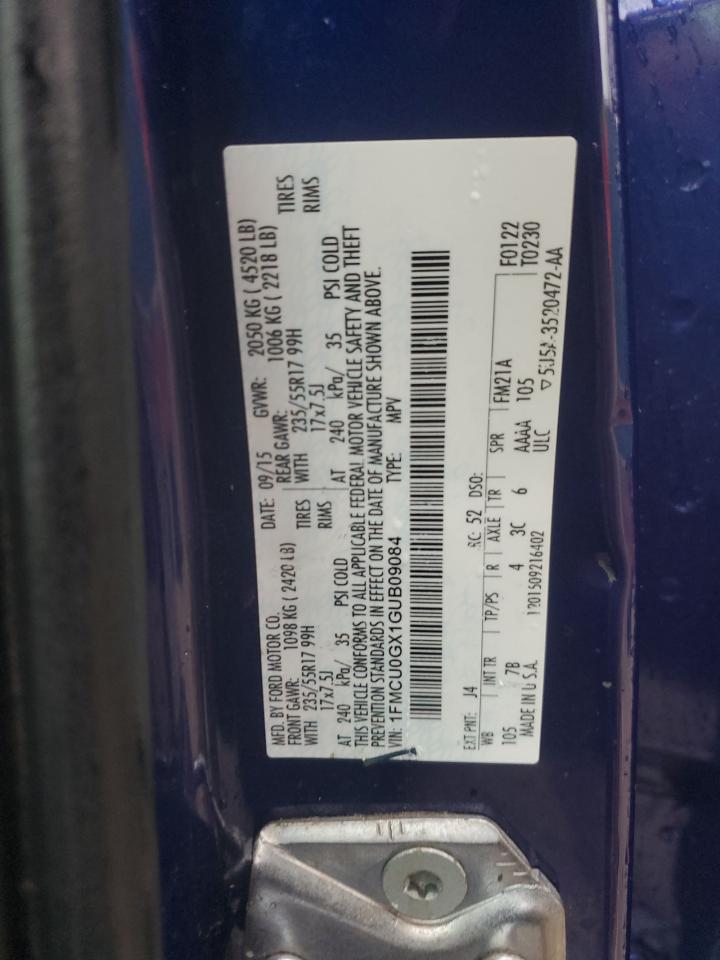 MFD. BY FORD MOTOR CO. DATE: 09/15 GVWR: 2050 KG ( 4520 LB)
FRONT GAWR: 1098 KG ( 2420 LB) REAR GAWR: 1006 KG ( 2218 LB)
WITH 235/55R17 99H TIRES WITH 235/55R17 99H TIRES
17x7.5J RIMS 17x7.5J RIMS
AT 240 kPa/ 35 PSI COLD AT 240 kPa/ 35 PSI COLD
THIS VEHICLE CONFORMS TO ALL APPLICABLE FEDERAL MOTOR VEHICLE SAFETY AND THEFT
PREVENTION STANDARDS IN EFFECT ON THE DATE OF MANUFACTURE SHOWN ABOVE.
VIN: 1FMCU0GX1GUB09084 TYPE: MPV
EXT PNT: J4 RC: 52 DSO: F0122
WB INT TR TP/PS R AXLE TR SPR FM21A T0230
105 7B 4 3C 6 AAAA 105
MADE IN U.S.A. 1201509216402 ULC ▽5U5A-3520472-AA